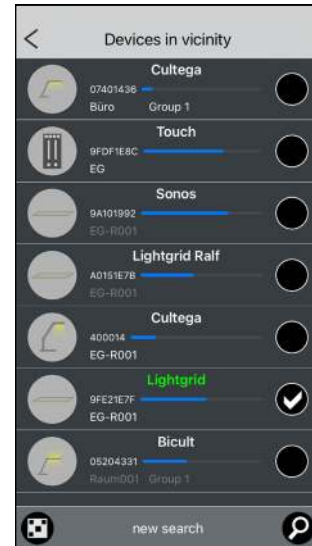 Devices in vicinity
Cultega
07401436
Büro Group 1
Touch
9FDF1E8C
EG
Sonos
9A101992
EG-R001
Lightgrid Ralf
A0151E7B
EG-R001
Cultega
400014
EG-R001
Lightgrid
9FE21E7F
EG-R001
Bicult
05204331
Raum001 Group 1
new search